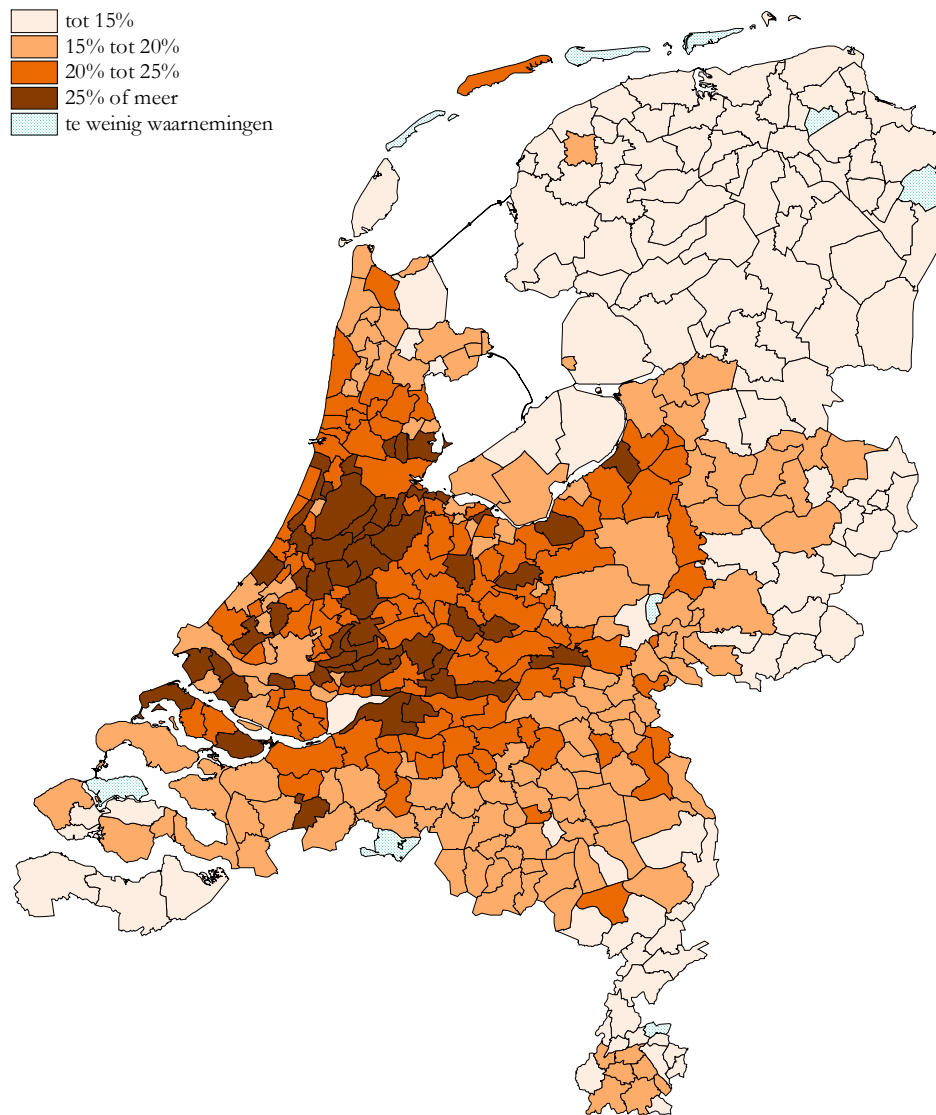 tot 15%
15% tot 20%
20% tot 25%
25% of meer
te weinig waarnemingen